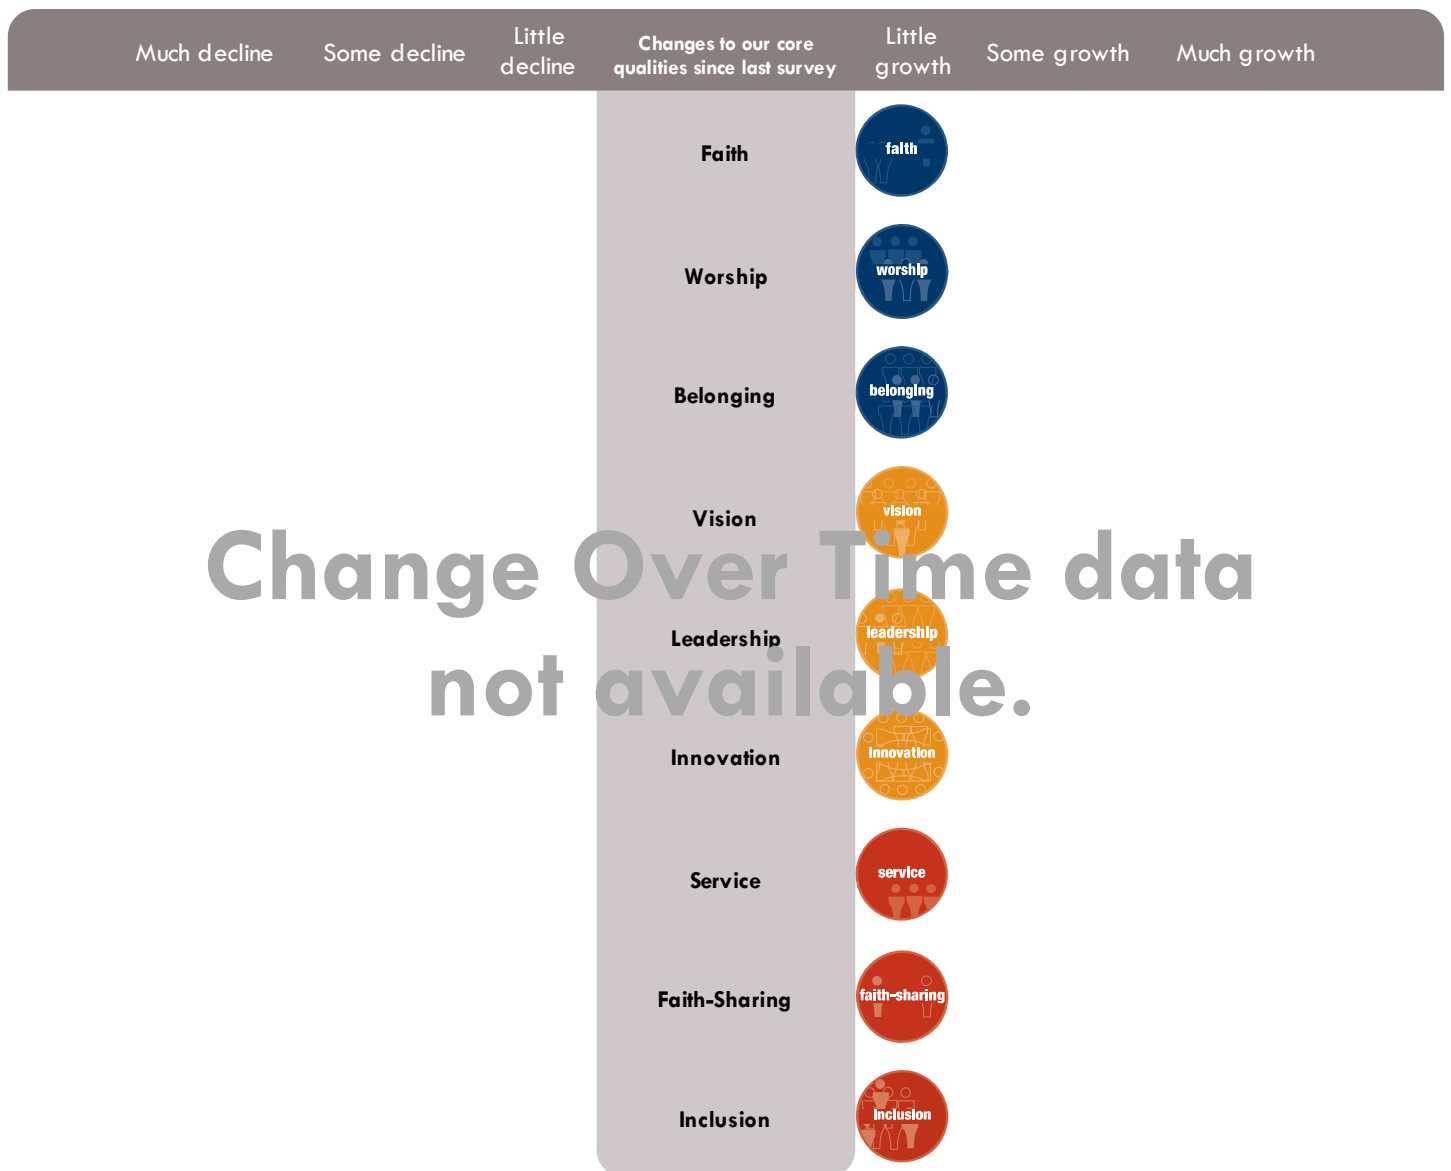 Much decline
Some decline
Little
decline
Changes to our core
qualities since last survey
Little
growth
Some growth
Much growth
Faith
faith
Worship
worship
Belonging
belonging
Vision
vision
Change Over Time data
Leadership
leadership
not available.
Innovation
Innovation
Service
service
Faith-Sharing
faith-sharing
Inclusion
Inclusion